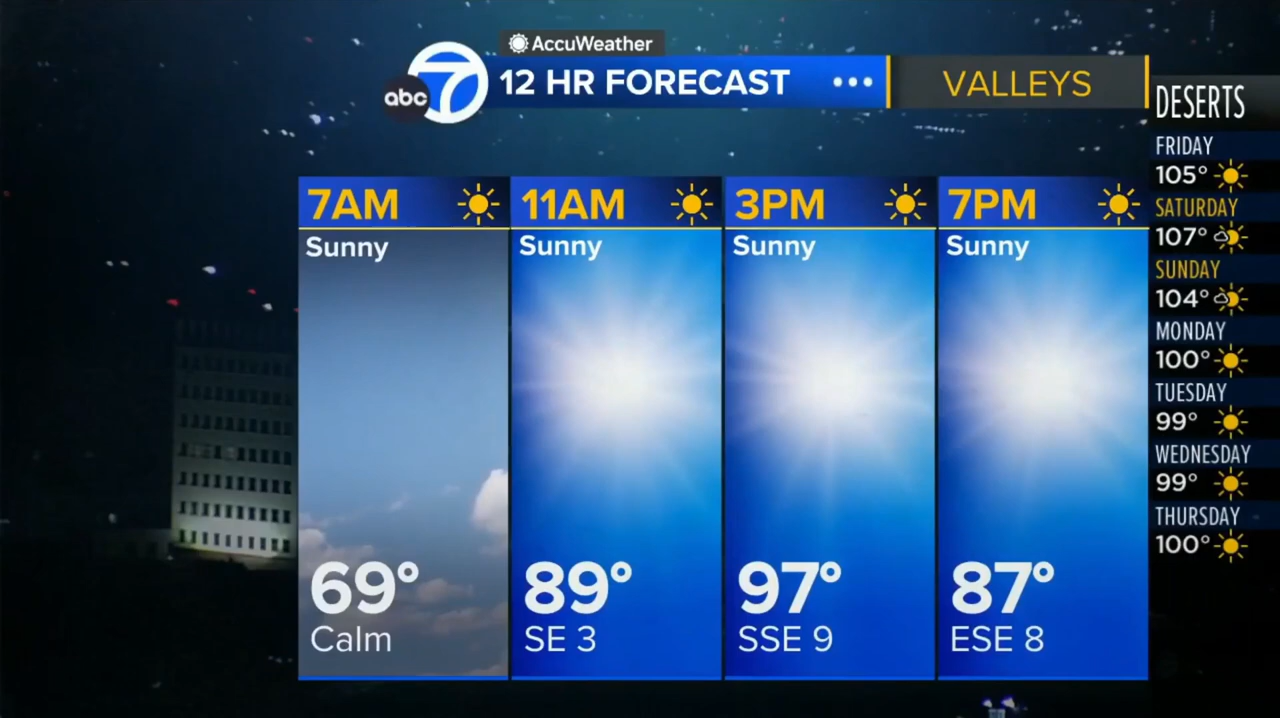 AccuWeather
abc 7 12 HR FORECAST ••• VALLEYS
7AM
Sunny
69°
Calm
11AM
Sunny
89°
SE 3
3PM
Sunny
97°
SSE 9
7PM
Sunny
87°
ESE 8
DESERTS
FRIDAY
105°
SATURDAY
107°
SUNDAY
104°
MONDAY
100°
TUESDAY
99°
WEDNESDAY
99°
THURSDAY
100°